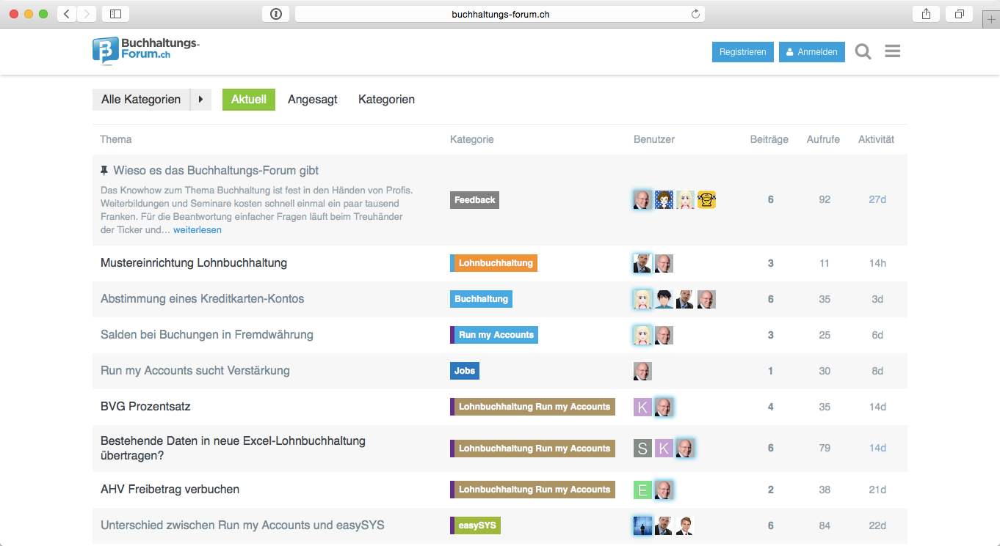 buchhaltungs-forum.ch
Buchhaltungs-
Forum.ch
Registrieren
Anmelden
Alle Kategorien
Aktuell
Angesagt
Kategorien
Thema Kategorie Benutzer Beiträge Aufrufe Aktivität
Wieso es das Buchhaltungs-Forum gibt
Das Knowhow zum Thema Buchhaltung ist fest in den Händen von Profis.
Weiterbildungen und Seminare kosten schnell einmal ein paar tausend
Franken. Für die Beantwortung einfacher Fragen läuft beim Treuhänder
der Ticker und… weiterlesen
Feedback 6 92 27d
Mustereinrichtung Lohnbuchhaltung Lohnbuchhaltung 3 11 14h
Abstimmung eines Kreditkarten-Kontos Buchhaltung 6 35 3d
Salden bei Buchungen in Fremdwährung Run my Accounts 3 25 6d
Run my Accounts sucht Verstärkung Jobs 1 30 8d
BVG Prozentsatz Lohnbuchhaltung Run my Accounts K 4 35 14d
Bestehende Daten in neue Excel-Lohnbuchhaltung
übertragen?
Lohnbuchhaltung Run my Accounts S K 6 79 14d
AHV Freibetrag verbuchen Lohnbuchhaltung Run my Accounts E 2 38 21d
Unterschied zwischen Run my Accounts und easySYS easySYS 6 84 22d